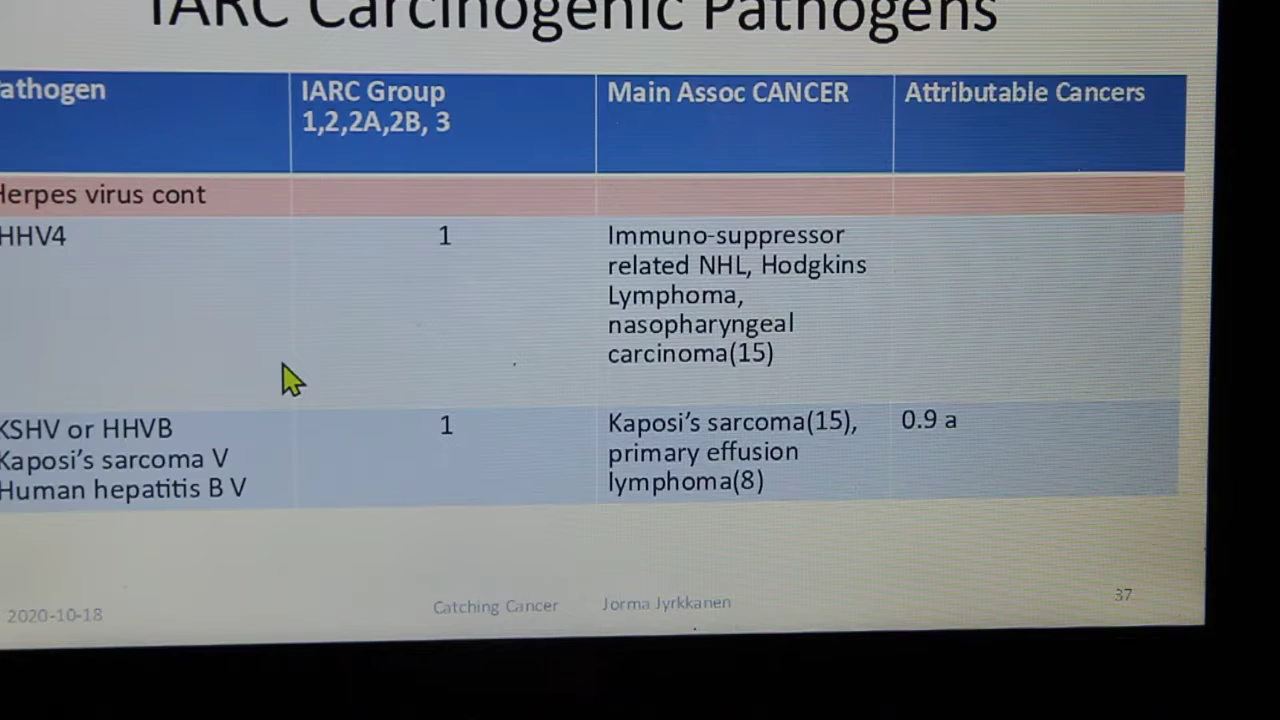 IARC Carcinogenic Pathogens
athogen
IARC Group
1,2,2A,2B, 3
Main Assoc CANCER
Attributable Cancers
Herpes virus cont
HHV4
1
Immuno-suppressor
related NHL, Hodgkins
Lymphoma,
nasopharyngeal
carcinoma(15)
KSHV or HHVB
Kaposi's sarcoma V
Human hepatitis B V
1
Kaposi's sarcoma(15),
primary effusion
lymphoma(8)
0.9 a
2020-10-18
Catching Cancer
Jorma Jyrkkanen
37